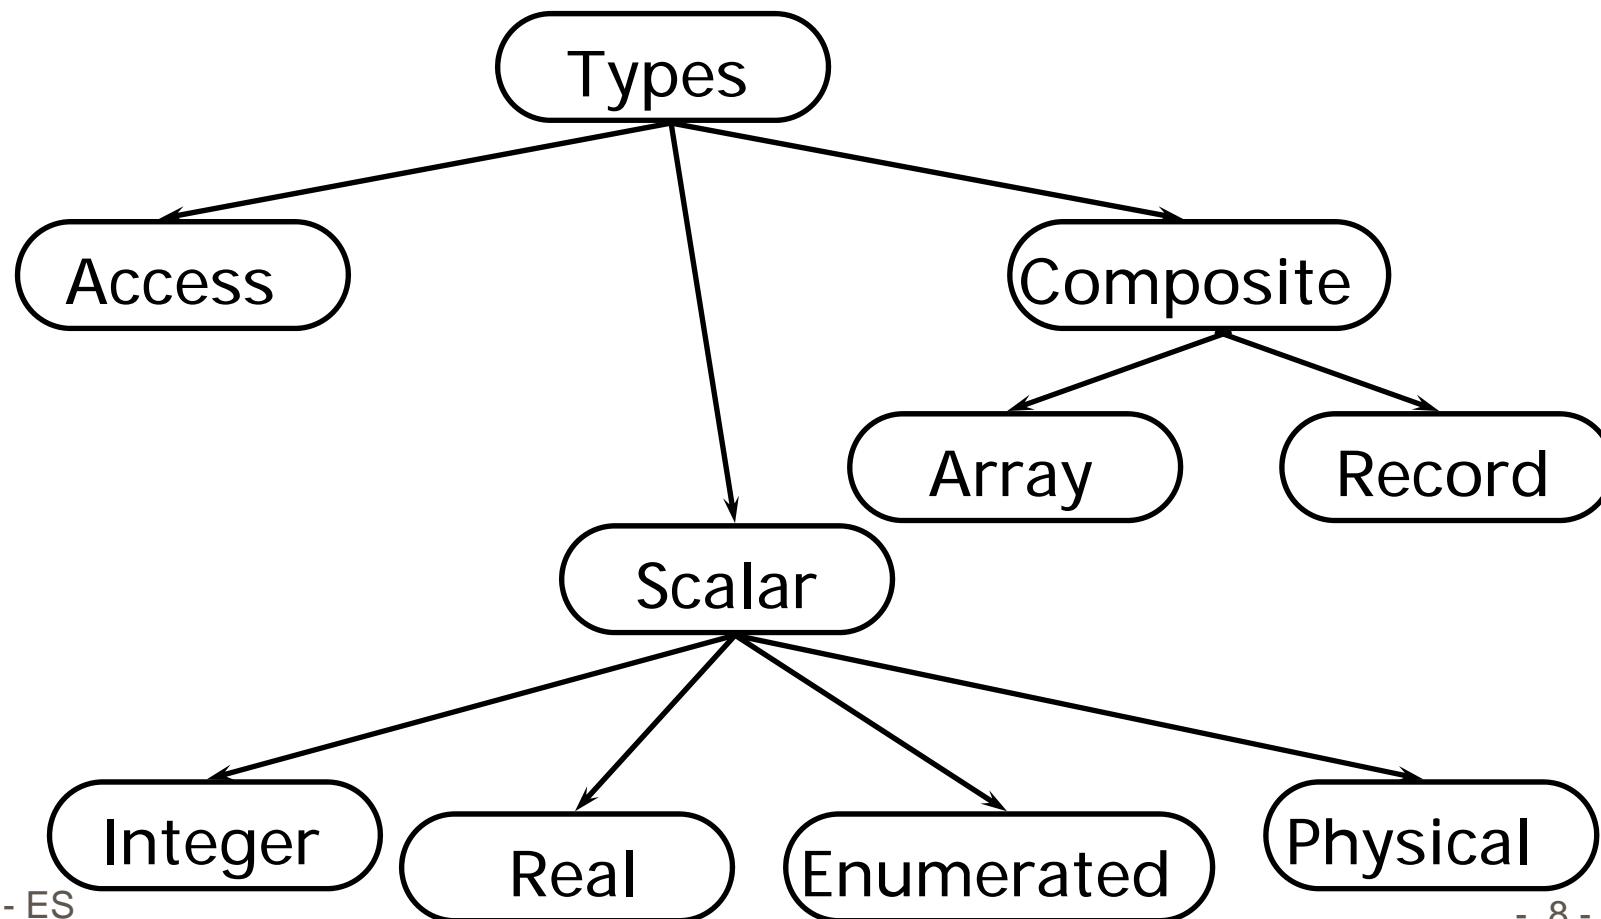 Types
Access
Composite
Array
Record
Scalar
Integer
Real
Enumerated
Physical
- ES
- 8 -